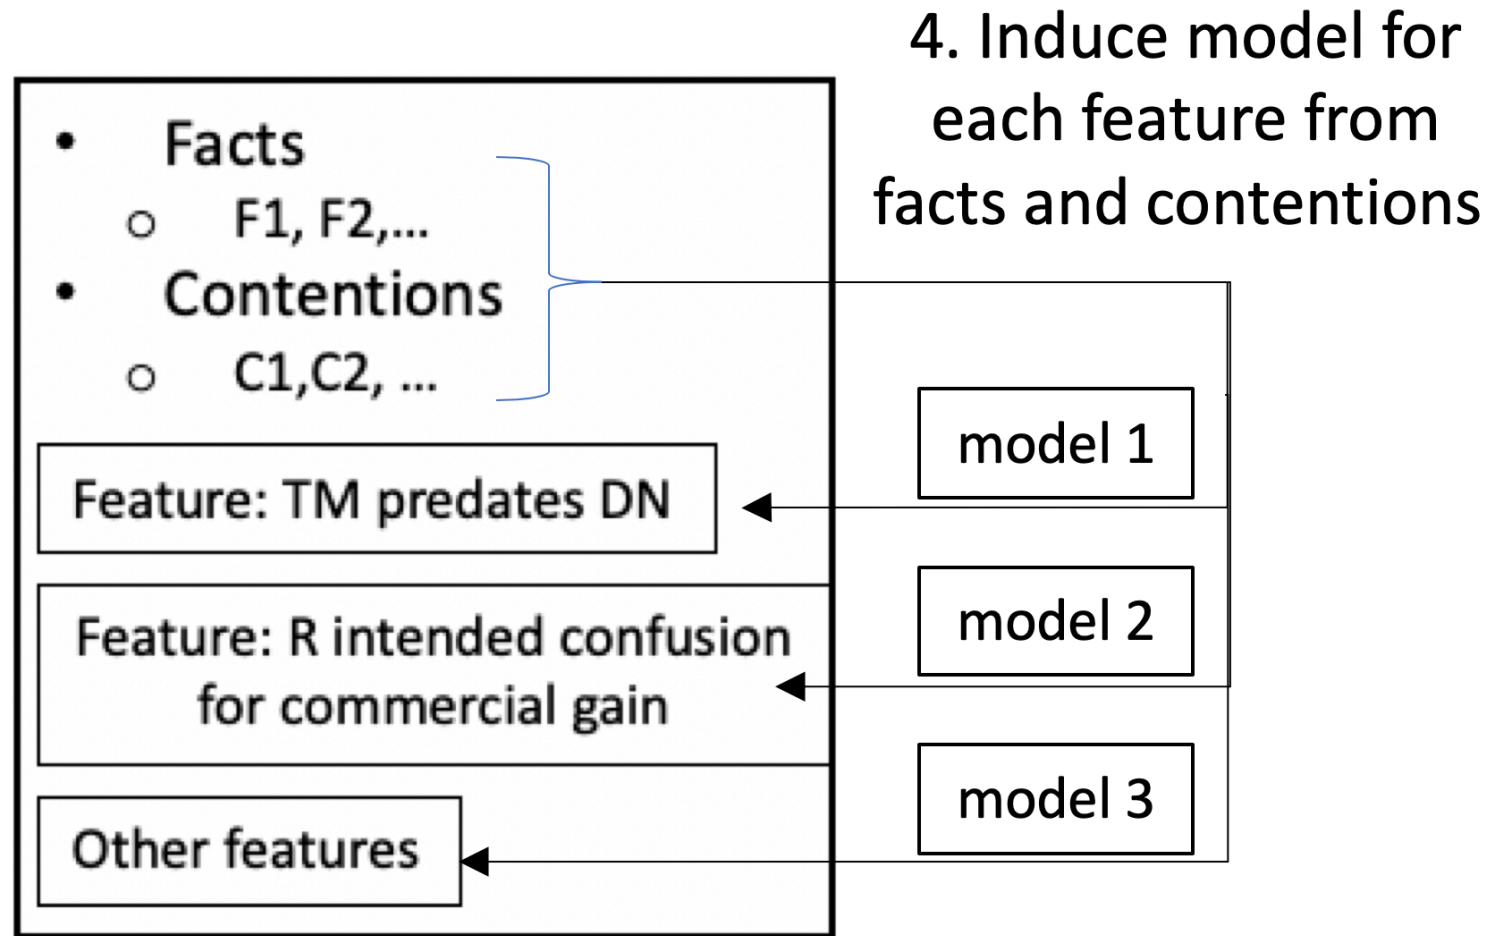 4. Induce model for
each feature from
facts and contentions
• Facts
o F1, F2,...
• Contentions
o C1,C2, ...
Feature: TM predates DN
Feature: R intended confusion
for commercial gain
Other features
model 1
model 2
model 3